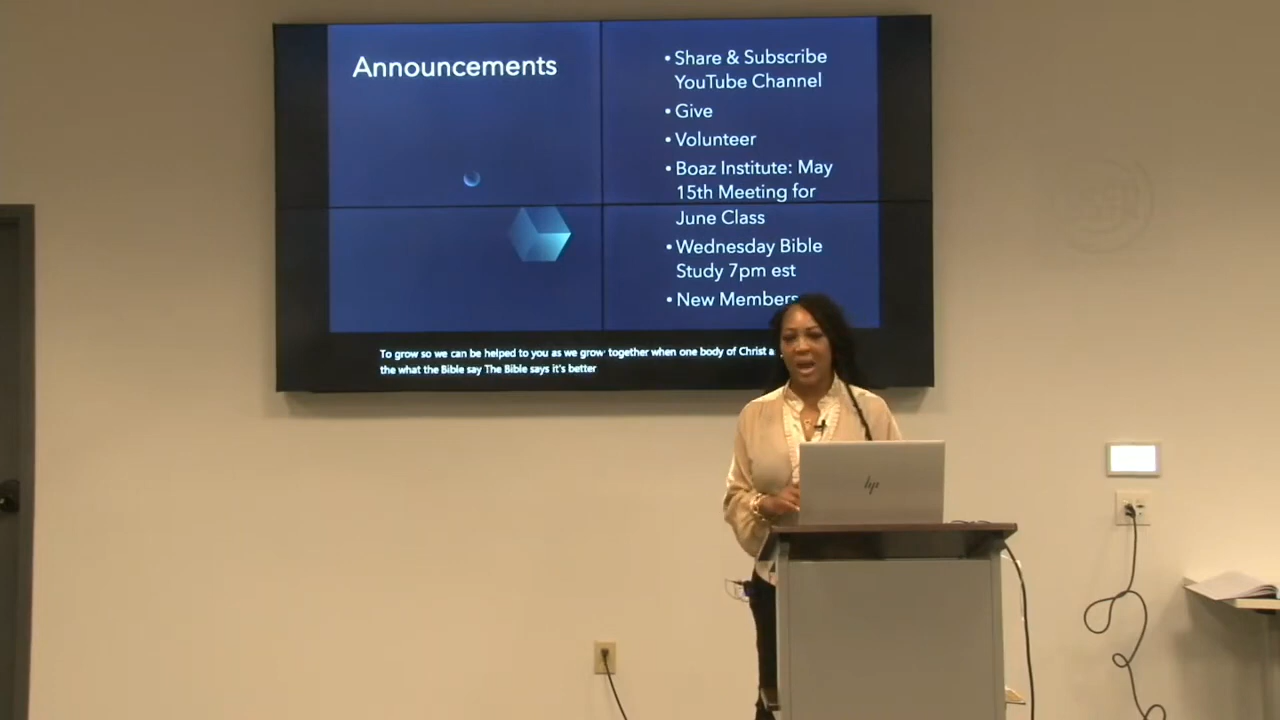 Announcements
• Share & Subscribe
YouTube Channel
• Give
• Volunteer
• Boaz Institute: May
15th Meeting for
June Class
• Wednesday Bible
Study 7pm est
• New Members
To grow so we can be helped to you as we grow together when one body of Christ a
the what the Bible say The Bible says it's better
hp